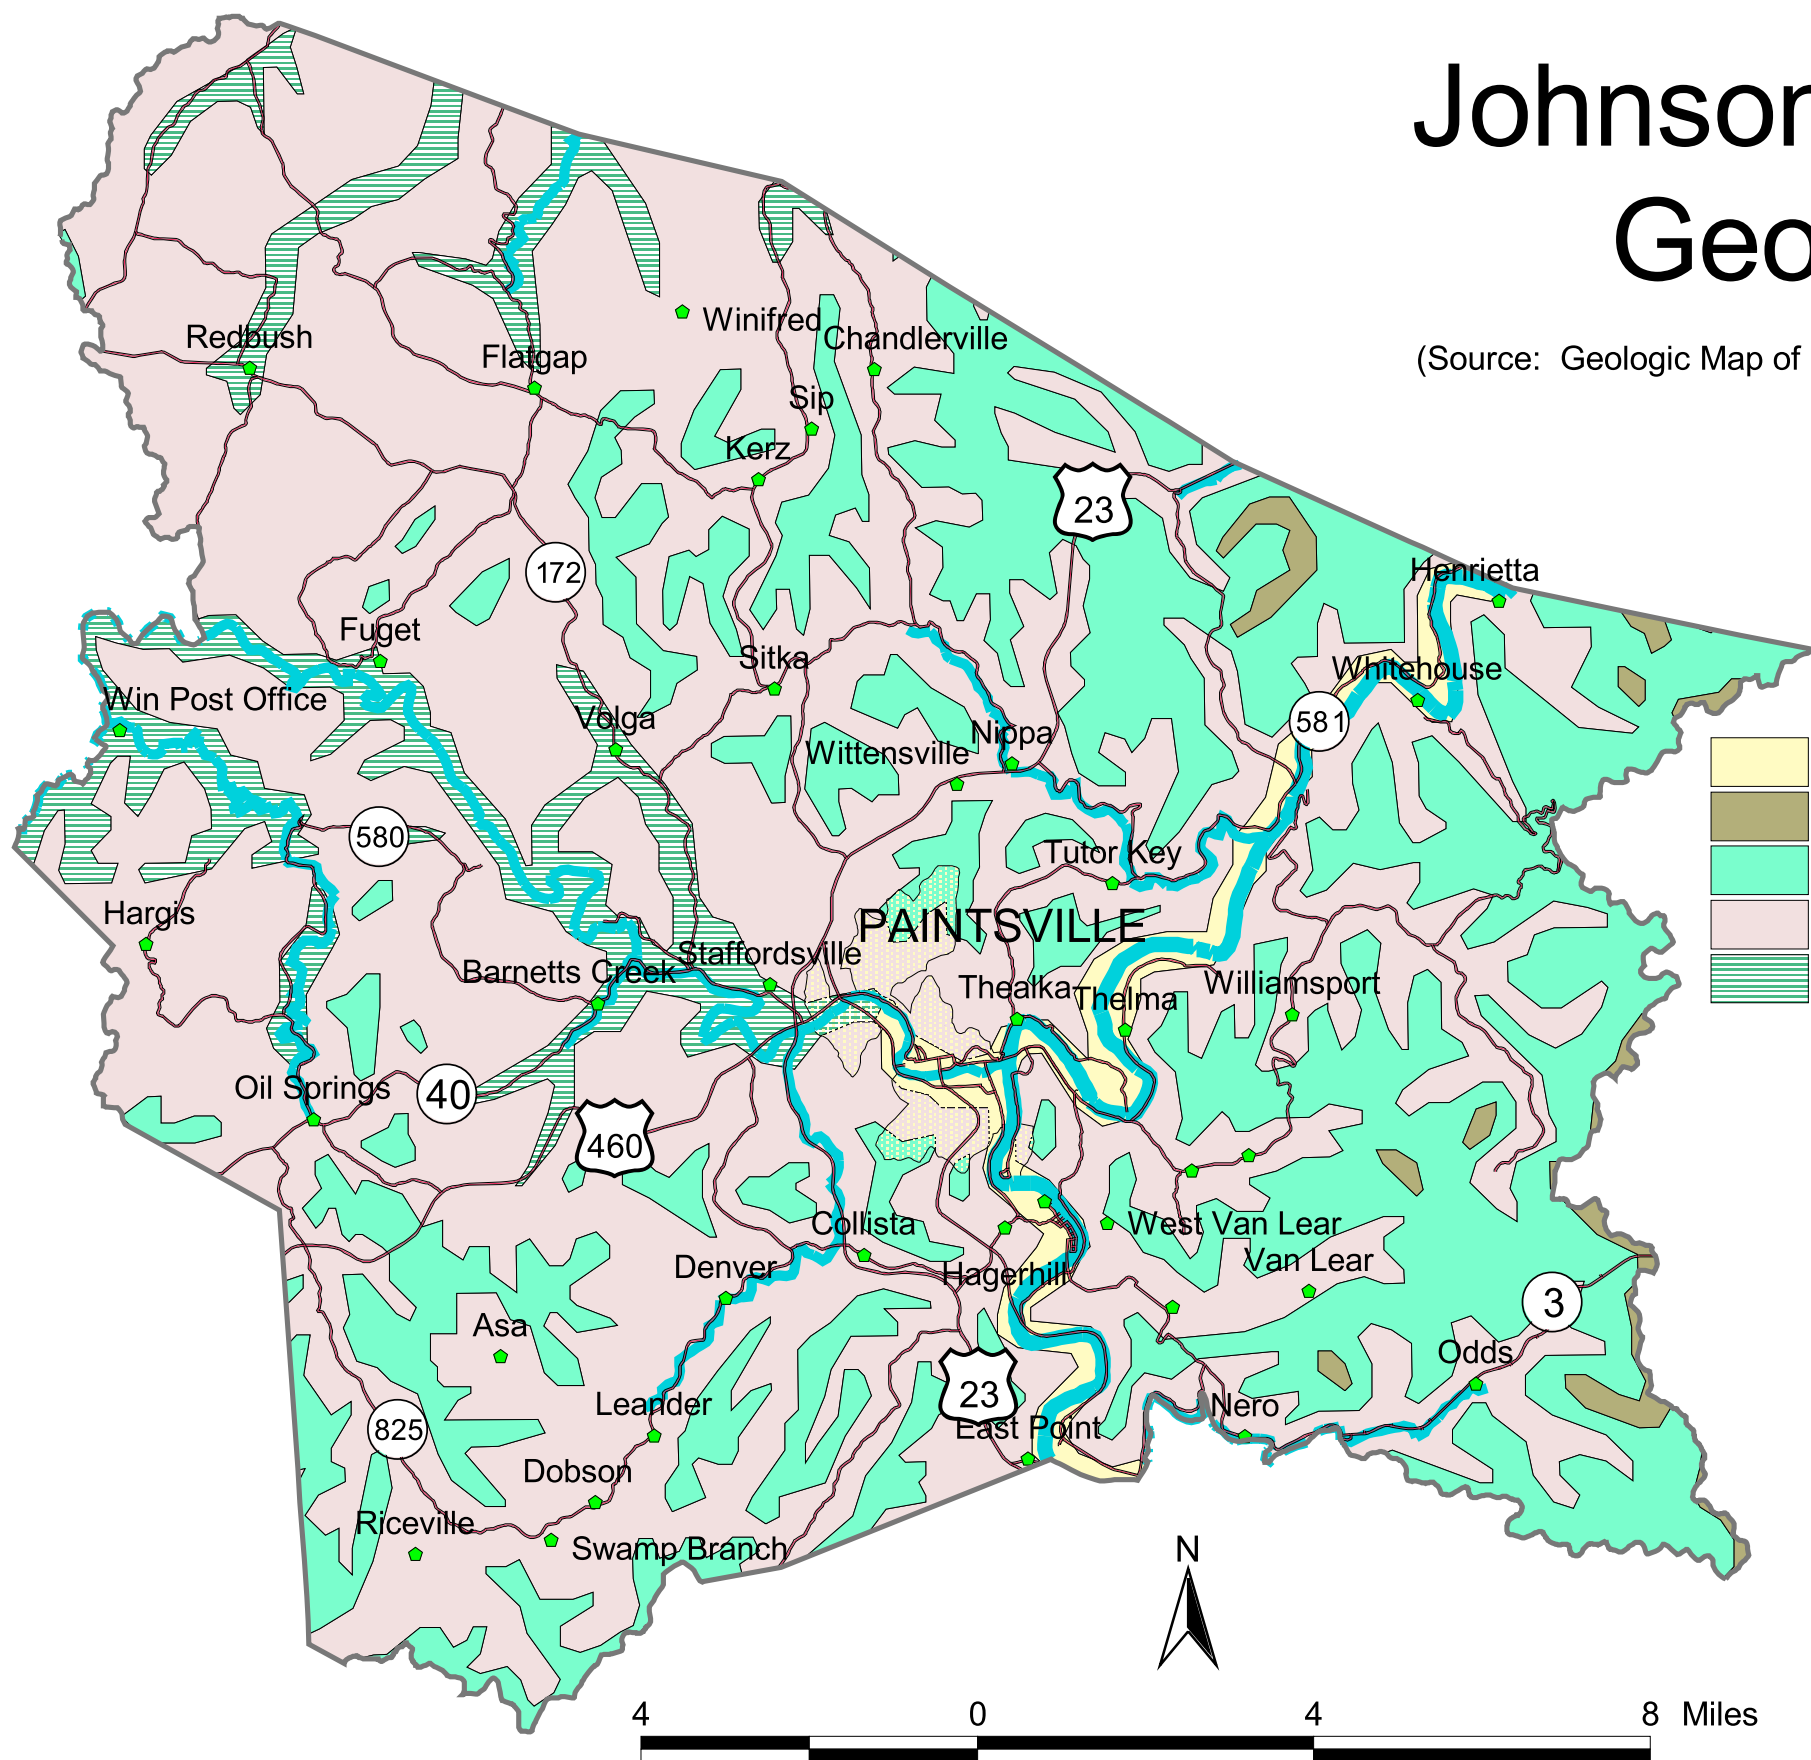 Johnson
Geo
(Source: Geologic Map of
Redbush
Flatgap
Winifred
Chandlerville
Sip
Kerz
23
172
Henrietta
Fuget
Sitka
Whitehouse
Win Post Office
Volga
581
Nippa
Wittensville
580
Tutor Key
Hargis
PAINTSVILLE
Staffordsville
Barnetts Creek
Thealka
Thelma
Williamsport
Oil Springs
40
460
Collista
West Van Lear
Van Lear
Denver
Hagerhill
3
Asa
Odds
23
Leander
Nero
825
East Point
Dobson
Riceville
Swamp Branch
N
4 0 4 8 Miles